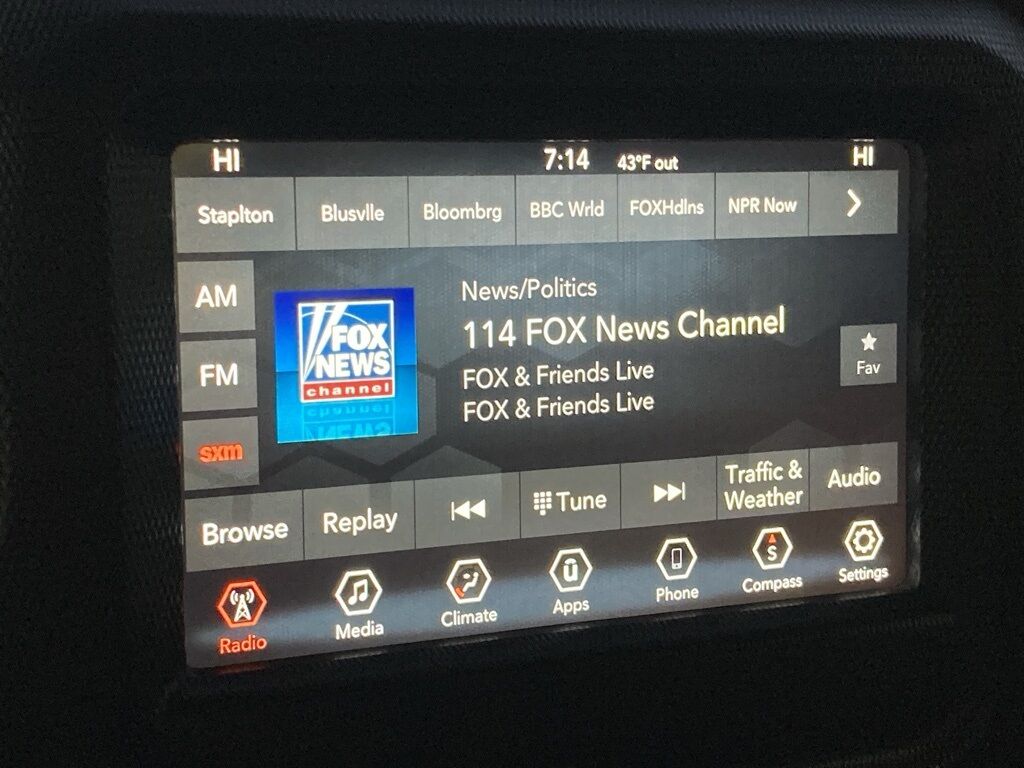 HI 7:14 43°F out HI
Staplton Blusvlle Bloombrg BBC Wrld FOXHdlns NPR Now
AM
FM
sxm
FOX
NEWS
channel
News/Politics
114 FOX News Channel
FOX & Friends Live
FOX & Friends Live
Fav
Browse Replay Tune Traffic & Weather Audio
u
S
Radio Media Climate Apps Phone Compass Settings